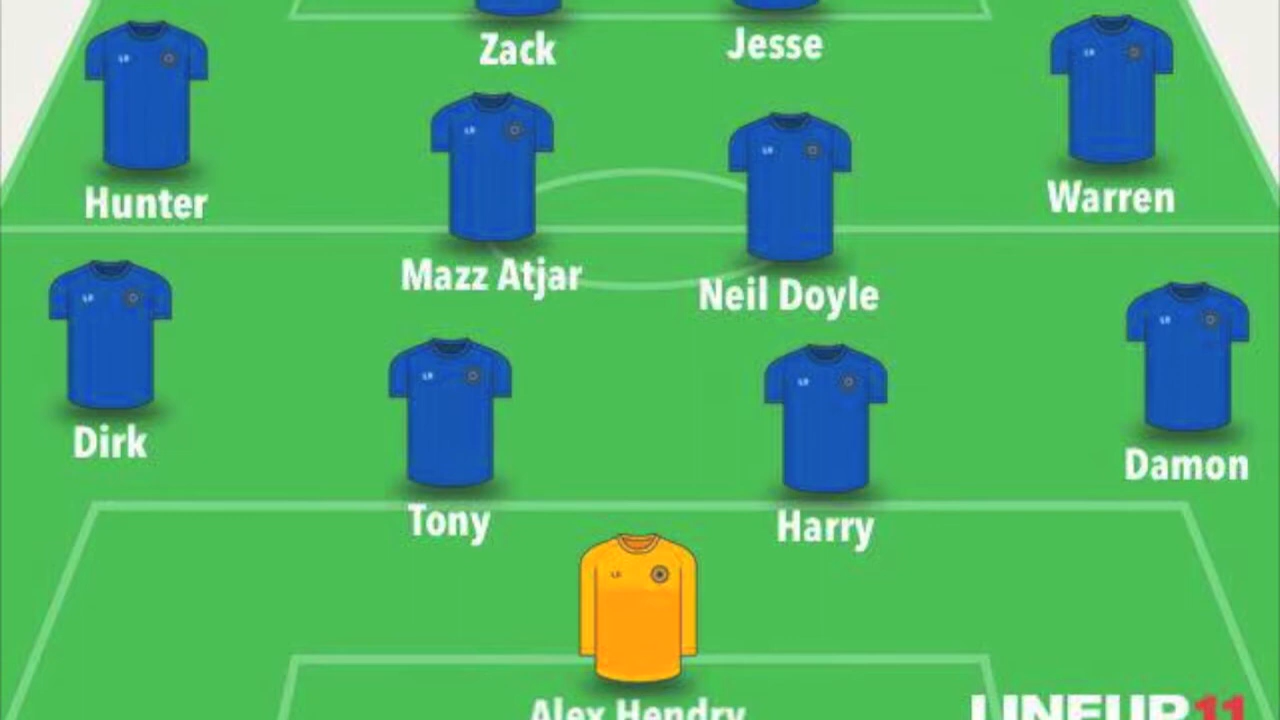 Zack
Jesse
Hunter
Warren
Mazz Atjar
Neil Doyle
Dirk
Damon
Tony
Harry
Alex Hendry
LINEUP11